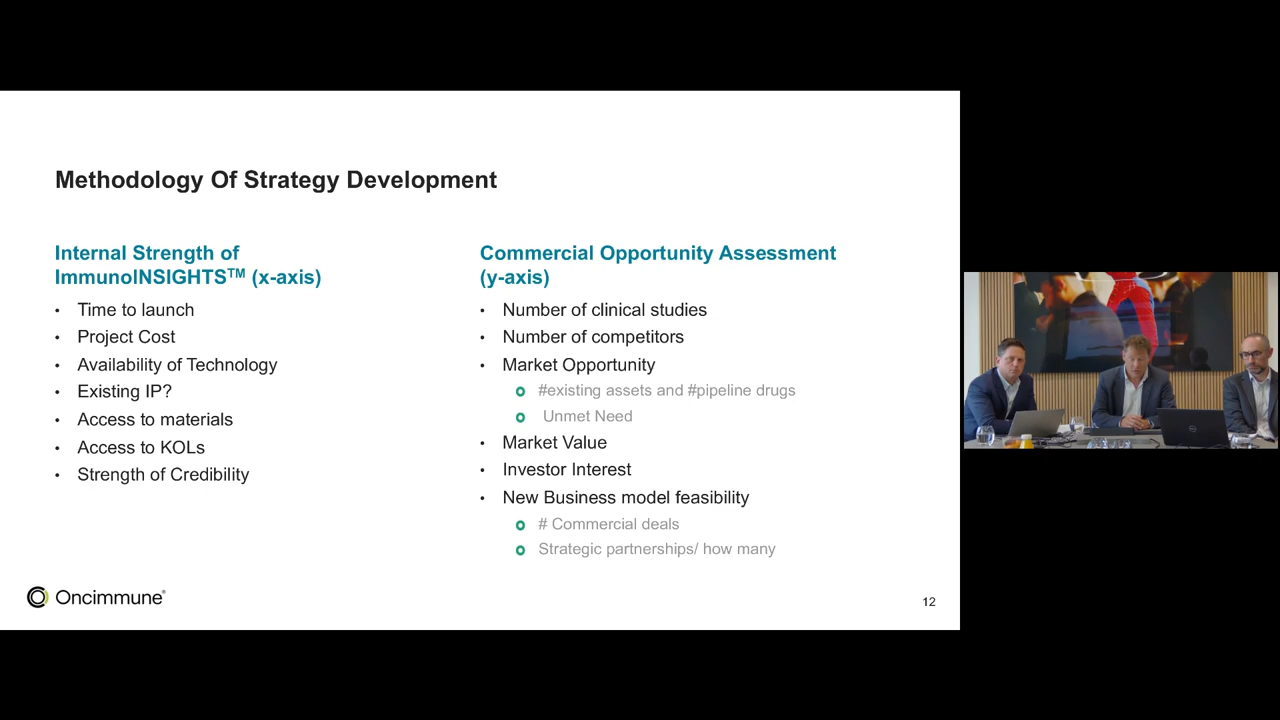 Methodology Of Strategy Development
Internal Strength of
ImmunoINSIGHTS™ (x-axis)
• Time to launch
• Project Cost
• Availability of Technology
• Existing IP?
• Access to materials
• Access to KOLs
• Strength of Credibility
Commercial Opportunity Assessment
(y-axis)
• Number of clinical studies
• Number of competitors
• Market Opportunity
#existing assets and #pipeline drugs
Unmet Need
• Market Value
• Investor Interest
• New Business model feasibility
# Commercial deals
Strategic partnerships/ how many
Oncimmune®
12